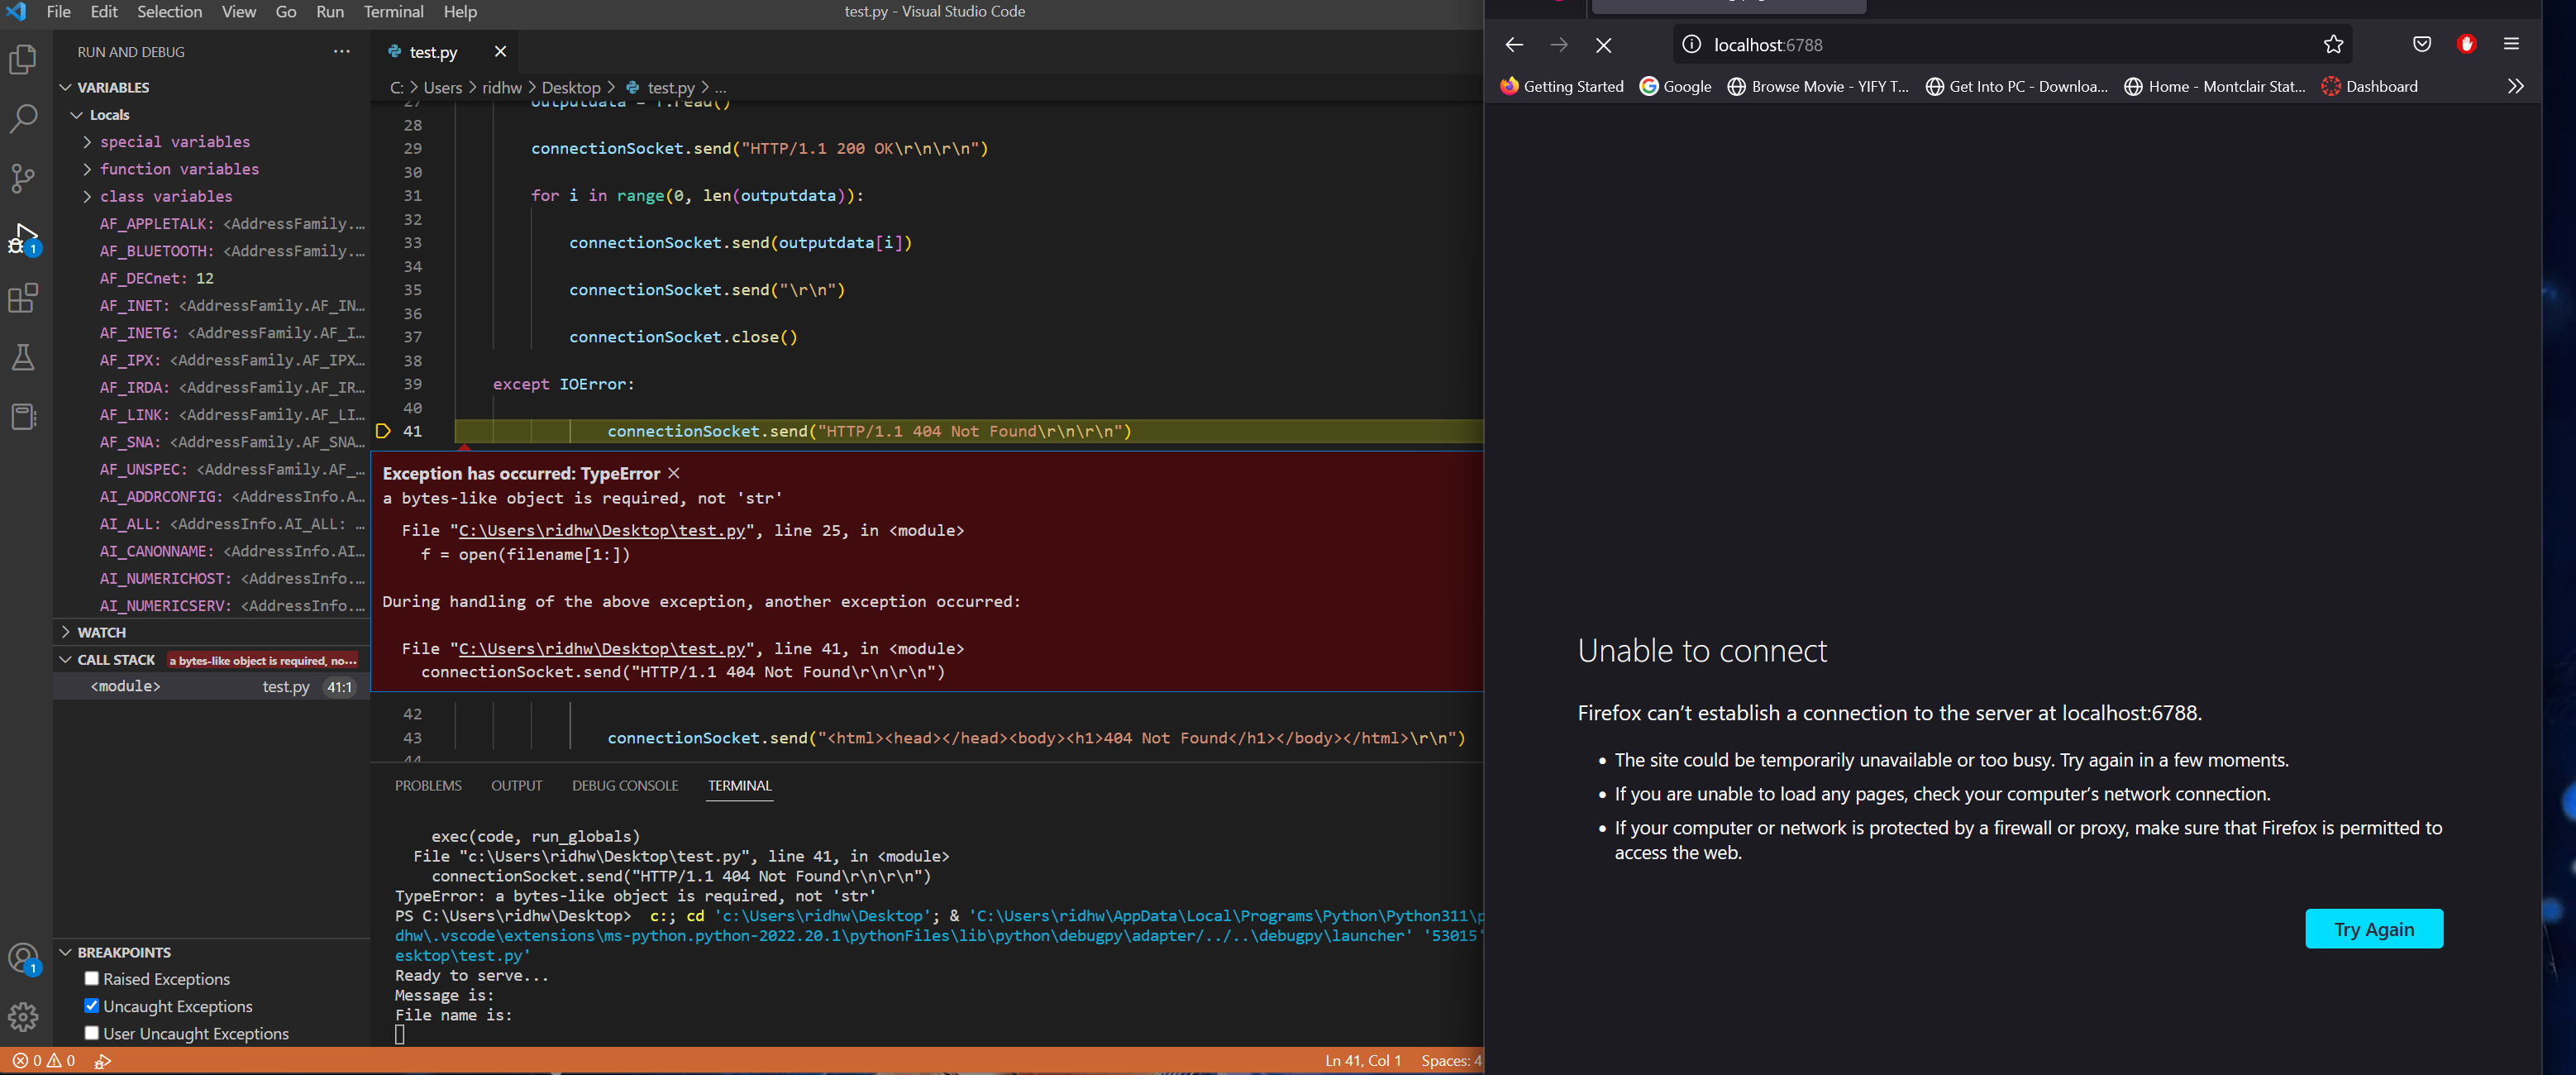 File Edit Selection View Go Run Terminal Help
test.py - Visual Studio Code
RUN AND DEBUG ...
VARIABLES
Locals
special variables
function variables
class variables
AF_APPLETALK: <AddressFamily....
AF_BLUETOOTH: <AddressFamily....
AF_DECnet: 12
AF_INET: <AddressFamily.AF_IN...
AF_INET6: <AddressFamily.AF_I...
AF_IPX: <AddressFamily.AF_IPX...
AF_IRDA: <AddressFamily.AF_IR...
AF_LINK: <AddressFamily.AF_LI...
AF_SNA: <AddressFamily.AF_SNA...
AF_UNSPEC: <AddressFamily.AF_...
AI_ADDRCONFIG: <AddressInfo.A...
AI_ALL: <AddressInfo.AI_ALL: ...
AI_CANONNAME: <AddressInfo.AI...
AI_NUMERICHOST: <AddressInfo....
AI_NUMERICSERV: <AddressInfo....
WATCH
CALL STACK a bytes-like object is required, no...
<module> test.py 41:1
BREAKPOINTS
Raised Exceptions
Uncaught Exceptions
User Uncaught Exceptions
1
1
test.py
C: > Users > ridhw > Desktop > test.py > ...
27 outputdata = f.read()
28
29 connectionSocket.send("HTTP/1.1 200 OK\r\n\r\n")
30
31 for i in range(0, len(outputdata)):
32
33 connectionSocket.send(outputdata[i])
34
35 connectionSocket.send("\r\n")
36
37 connectionSocket.close()
38
39 except IOError:
40
41 connectionSocket.send("HTTP/1.1 404 Not Found\r\n\r\n")
Exception has occurred: TypeError
a bytes-like object is required, not 'str'
File "C:\Users\ridhw\Desktop\test.py", line 25, in <module>
f = open(filename[1:])
During handling of the above exception, another exception occurred:
File "C:\Users\ridhw\Desktop\test.py", line 41, in <module>
connectionSocket.send("HTTP/1.1 404 Not Found\r\n\r\n")
42
43 connectionSocket.send("<html><head></head><body><h1>404 Not Found</h1></body></html>\r\n")
44
PROBLEMS OUTPUT DEBUG CONSOLE TERMINAL
exec(code, run_globals)
File "c:\Users\ridhw\Desktop\test.py", line 41, in <module>
connectionSocket.send("HTTP/1.1 404 Not Found\r\n\r\n")
TypeError: a bytes-like object is required, not 'str'
PS C:\Users\ridhw\Desktop> c:; cd 'c:\Users\ridhw\Desktop'; & 'C:\Users\ridhw\AppData\Local\Programs\Python\Python311\p
dhw\.vscode\extensions\ms-python.python-2022.20.1\pythonFiles\lib\python\debugpy\adapter/../..\debugpy\launcher' '53015'
esktop\test.py'
Ready to serve...
Message is:
File name is:
0 0
Ln 41, Col 1 Spaces: 4
localhost:6788
Getting Started Google Browse Movie - YIFY T... Get Into PC - Downloa... Home - Montclair Stat... Dashboard
Unable to connect
Firefox can't establish a connection to the server at localhost:6788.
• The site could be temporarily unavailable or too busy. Try again in a few moments.
• If you are unable to load any pages, check your computer's network connection.
• If your computer or network is protected by a firewall or proxy, make sure that Firefox is permitted to
access the web.
Try Again